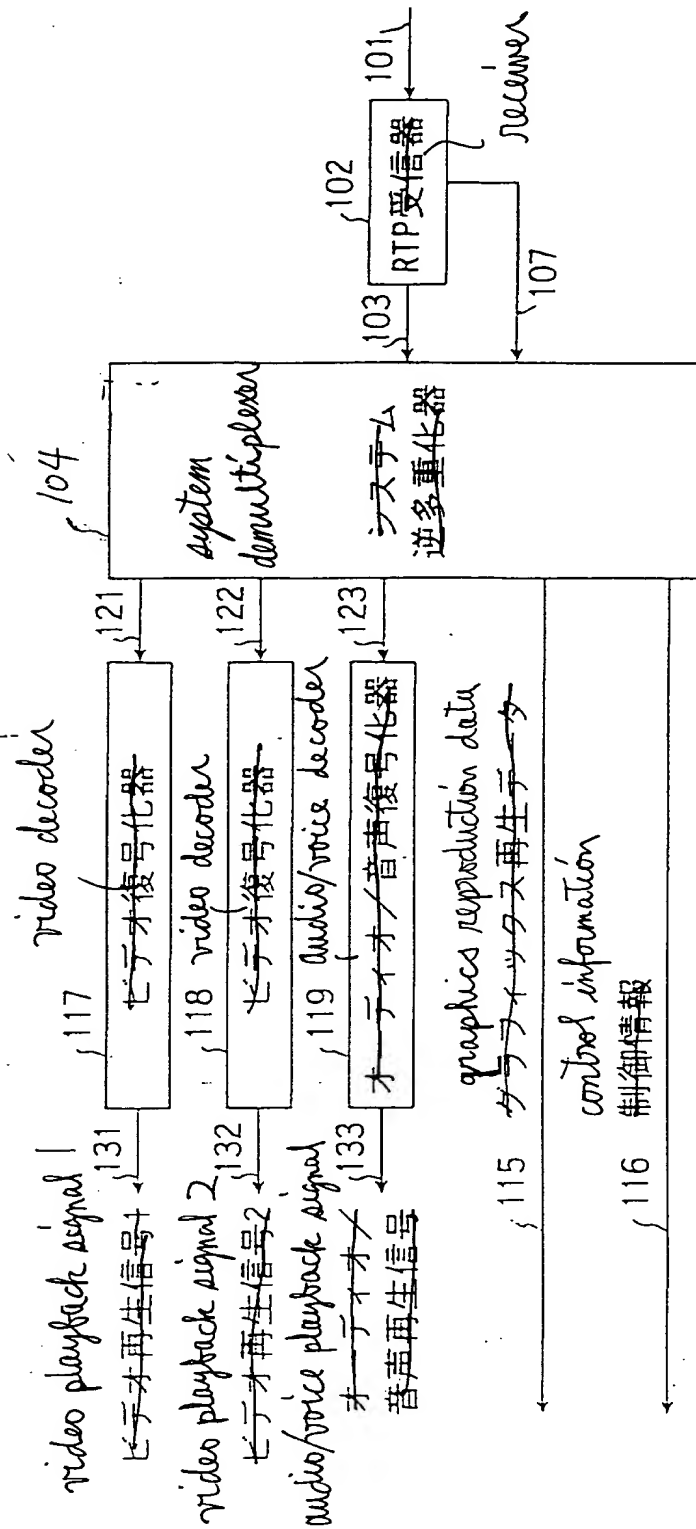 video decoder
104
video playback signal 1
117
ビデオ復号化器
121
131
ビデオ再生信号1
system
demultiplexer
video playback signal 2
118
video decoder
ビデオ復号化器
122
132
ビデオ再生信号2
audio/voice playback signal
119
audio/voice decoder
オーディオ/音声復号化器
123
133
オーディオ/
音声再生信号
システム
逆多重化器
103
102
RTP受信器
101
receiver
107
115
graphics reproduction data
グラフィックス再生データ
116
control information
制御情報